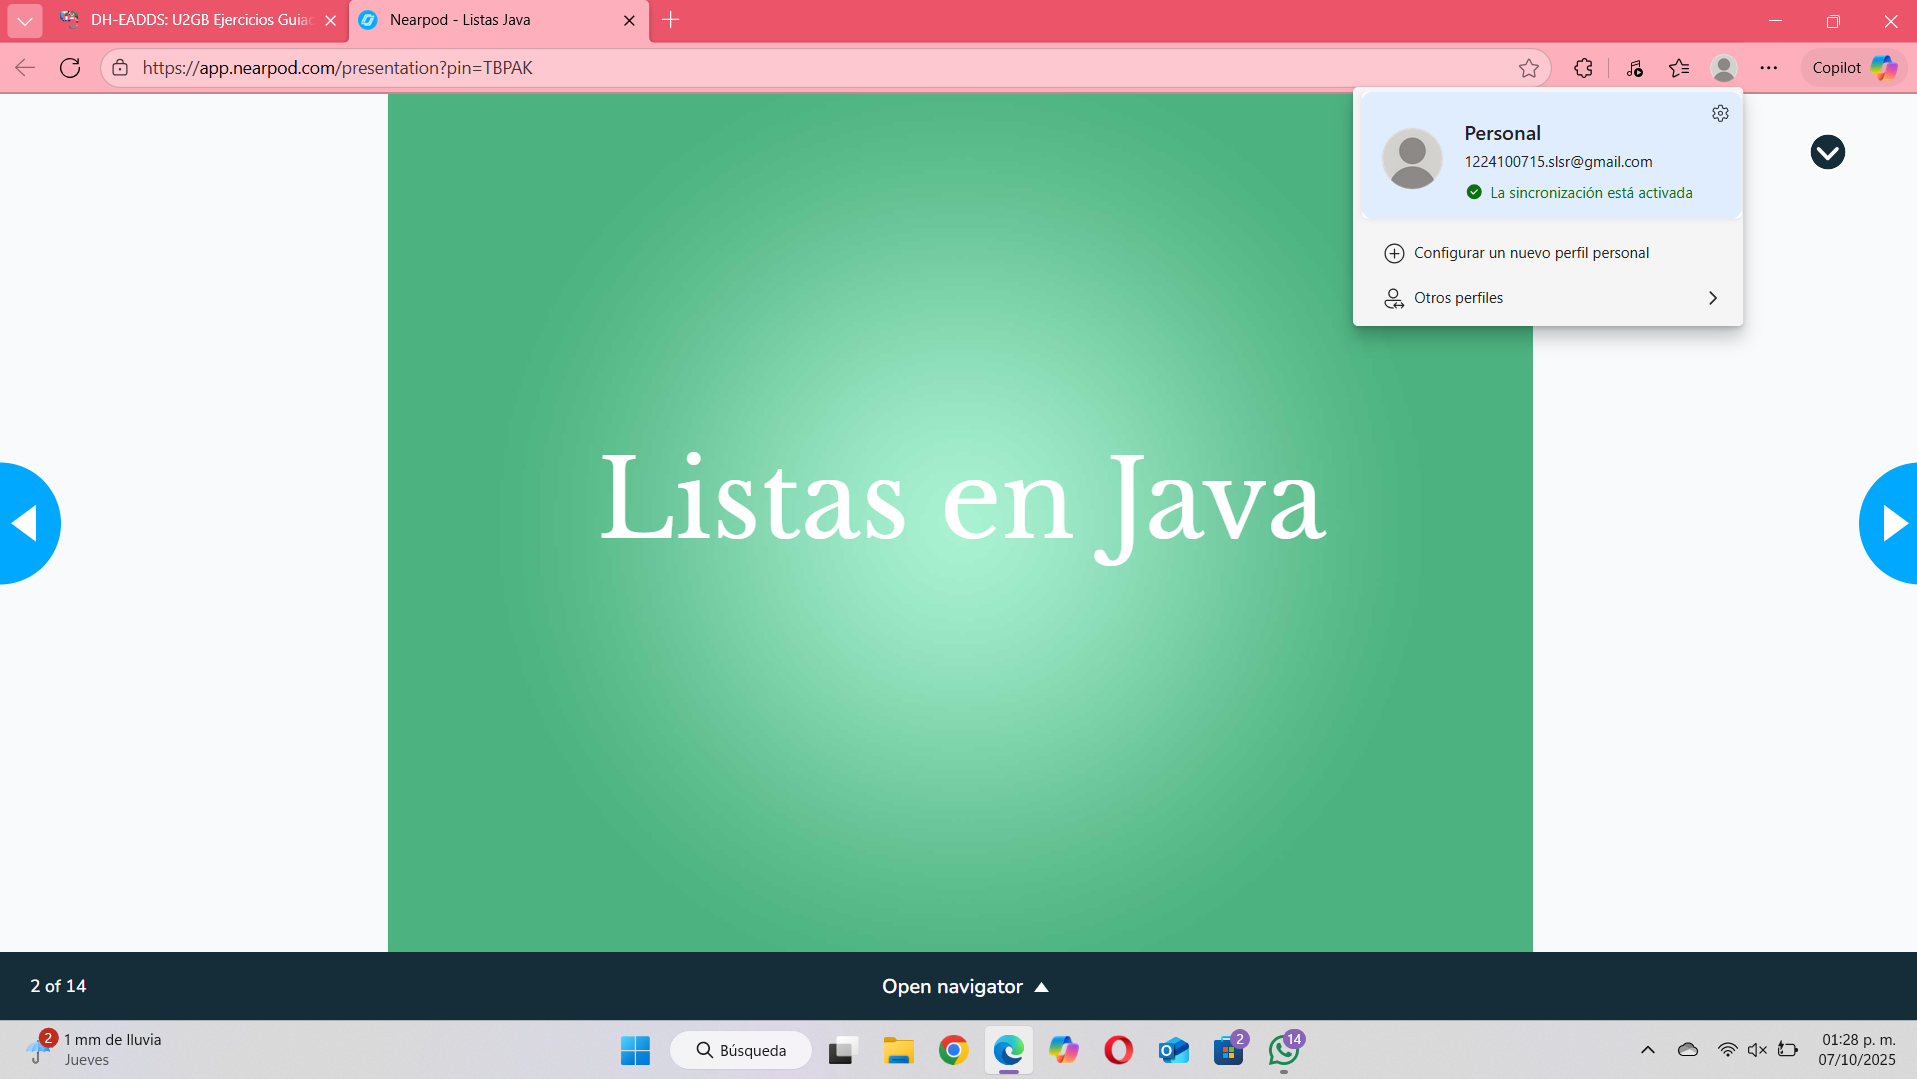 DH-EADDS: U2GB Ejercicios Guiac
Nearpod - Listas Java
https://app.nearpod.com/presentation?pin=TBPAK
Copilot
Personal
1224100715.slsr@gmail.com
La sincronización está activada
Configurar un nuevo perfil personal
Otros perfiles
Listas en Java
2 of 14
Open navigator
2
1 mm de lluvia
Jueves
Búsqueda
2
14
01:28 p. m.
07/10/2025